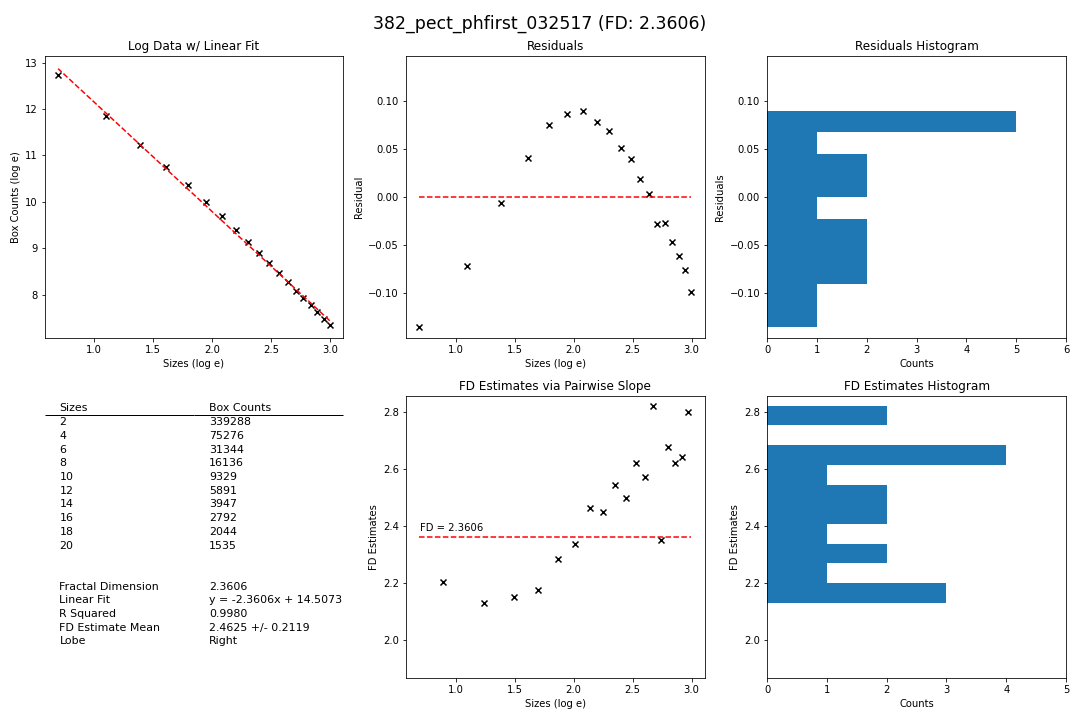 382_pect_phfirst_032517 (FD: 2.3606)
Log Data w/ Linear Fit
Box Counts (log e)
13
12
11
10
9
8
1.0 1.5 2.0 2.5 3.0
Sizes (log e)
Residuals
Residual
0.10
0.05
0.00
−0.05
−0.10
1.0 1.5 2.0 2.5 3.0
Sizes (log e)
Residuals Histogram
Residuals
0.10
0.05
0.00
−0.05
−0.10
0 1 2 3 4 5 6
Counts
Sizes Box Counts
2 339288
4 75276
6 31344
8 16136
10 9329
12 5891
14 3947
16 2792
18 2044
20 1535
Fractal Dimension 2.3606
Linear Fit y = -2.3606x + 14.5073
R Squared 0.9980
FD Estimate Mean 2.4625 +/- 0.2119
Lobe Right
FD Estimates via Pairwise Slope
FD Estimates
2.8
2.6
2.4
2.2
2.0
FD = 2.3606
1.0 1.5 2.0 2.5 3.0
Sizes (log e)
FD Estimates Histogram
FD Estimates
2.8
2.6
2.4
2.2
2.0
0 1 2 3 4 5
Counts